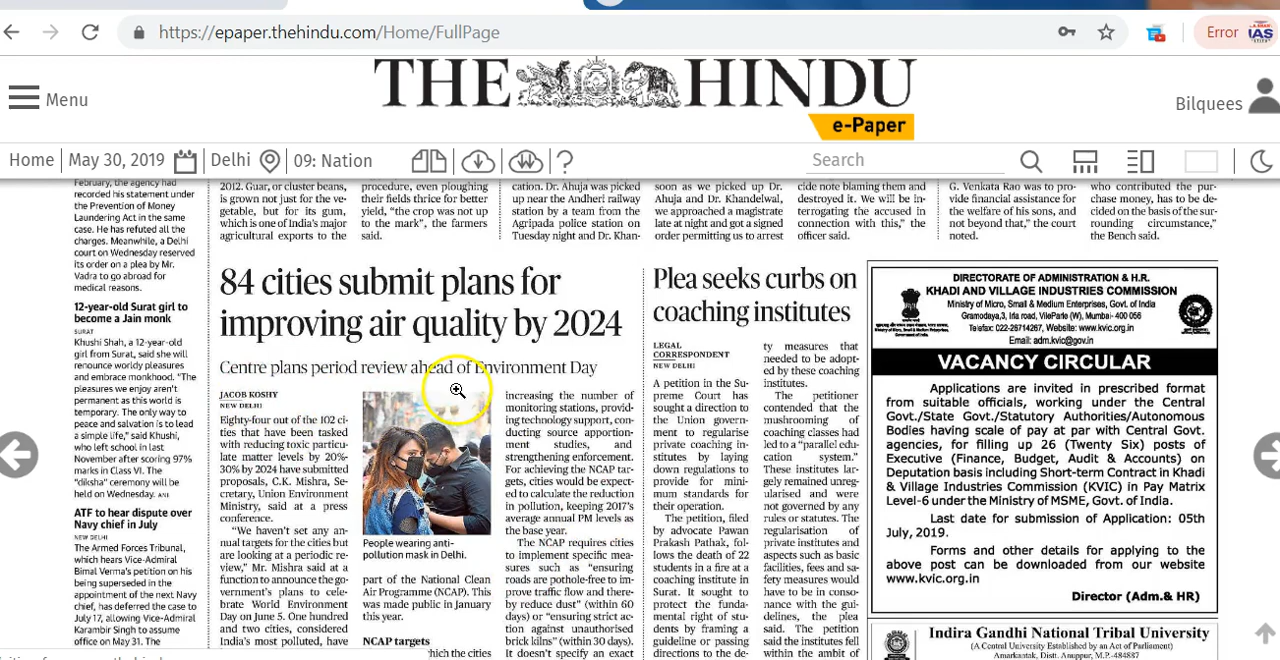 https://epaper.thehindu.com/Home/FullPage
Error
IAS
Menu
THE HINDU
e-Paper
Bilquees
Home
May 30, 2019
Delhi
09: Nation
?
Search
February, the agency had
recorded his statement under
the Prevention of Money
Laundering Act in the same
case. He has refuted all the
charges. Meanwhile, a Delhi
court on Wednesday reserved
its order on a plea by Mr.
Vadra to go abroad for
medical reasons.
12-year-old Surat girl to
become a Jain monk
SURAT
Khushi Shah, a 12-year-old
girl from Surat, said she will
renounce worldly pleasures
and embrace monkhood. “The
pleasures we enjoy aren’t
permanent as this world is
temporary. The only way to
peace and salvation is to lead
a simple life,” said Khushi,
who left school in last
November after scoring 97%
marks in Class VI. The
“diksha” ceremony will be
held on Wednesday. ANI
ATF to hear dispute over
Navy chief in July
NEW DELHI
The Armed Forces Tribunal,
which hears Vice-Admiral
Bimal Verma’s petition on his
being superseded in the
appointment of the next Navy
chief, has deferred the case to
July 17, allowing Vice-Admiral
Karambir Singh to assume
office on May 31. The
2012. Guar, or cluster beans,
is grown not just for the ve-
getable, but for its gum,
which is one of India’s major
agricultural exports to the
procedure, even ploughing
their fields thrice for better
yield, “the crop was not up
to the mark”, the farmers
said.
cation. Dr. Ahuja was picked
up near the Andheri railway
station by a team from the
Agripada police station on
Tuesday night and Dr. Khan-
soon as we picked up Dr.
Ahuja and Dr. Khandelwal,
we approached a magistrate
late at night and got a signed
order permitting us to arrest
cide note blaming them and
destroyed it. We will be in-
terrogating the accused in
connection with this,” the
officer said.
G. Venkata Rao was to pro-
vide financial assistance for
the welfare of his sons, and
not beyond that,” the court
noted.
who contributed the pur-
chase money, has to be de-
cided on the basis of the sur-
rounding circumstance,”
the Bench said.
84 cities submit plans for
improving air quality by 2024
Centre plans period review ahead of Environment Day
JACOB KOSHY
NEW DELHI
Eighty-four out of the 102 ci-
ties that have been tasked
with reducing toxic particu-
late matter levels by 20%-
30% by 2024 have submitted
proposals, C.K. Mishra, Se-
cretary, Union Environment
Ministry, said at a press
conference.
“We haven’t set any an-
nual targets for the cities but
are looking at a periodic re-
view,” Mr. Mishra said at a
function to announce the go-
vernment’s plans to cele-
brate World Environment
Day on June 5. One hundred
and two cities, considered
India’s most polluted, have
People wearing anti-
pollution mask in Delhi.
part of the National Clean
Air Programme (NCAP). This
was made public in January
this year.
NCAP targets
which the cities
increasing the number of
monitoring stations, provid-
ing technology support, con-
ducting source apportion-
ment studies, and
strengthening enforcement.
For achieving the NCAP tar-
gets, cities would be expect-
ed to calculate the reduction
in pollution, keeping 2017’s
average annual PM levels as
the base year.
The NCAP requires cities
to implement specific mea-
sures such as “ensuring
roads are pothole-free to im-
prove traffic flow and there-
by reduce dust” (within 60
days) or “ensuring strict ac-
tion against unauthorised
brick kilns” (within 30 days).
It doesn’t specify an exact
Plea seeks curbs on
coaching institutes
LEGAL
CORRESPONDENT
NEW DELHI
A petition in the Su-
preme Court has
sought a direction to
the Union govern-
ment to regularise
private coaching in-
stitutes by laying
down regulations to
provide for mini-
mum standards for
their operation.
The petition, filed
by advocate Pawan
Prakash Pathak, fol-
lows the death of 22
students in a fire at a
coaching institute in
Surat. It sought to
protect the funda-
mental right of stu-
dents by framing a
guideline or passing
directions to the de-
ty measures that
needed to be adopt-
ed by these coaching
institutes.
The petitioner
contended that the
mushrooming of
coaching classes had
led to a “parallel edu-
cation system.”
These institutes lar-
gely remained unreg-
ularised and were
not governed by any
rules or statutes. The
regularisation of
private institutes and
aspects such as basic
facilities, fees and sa-
fety measures would
have to be in conso-
nance with the gui-
delines, the plea
said. The petition
said the institutes fell
within the ambit of
DIRECTORATE OF ADMINISTRATION & H.R.
KHADI AND VILLAGE INDUSTRIES COMMISSION
Ministry of Micro, Small & Medium Enterprises, Govt. of India
Gramodaya,3, Irla road, VileParle (W), Mumbai- 400 056
Telefax: 022-26714267, Website: www.kvic.org.in
Email: adm.kvic@gov.in
VACANCY CIRCULAR
Applications are invited in prescribed format
from suitable officials, working under the Central
Govt./State Govt./Statutory Authorities/Autonomous
Bodies having scale of pay at par with Central Govt.
agencies, for filling up 26 (Twenty Six) posts of
Executive (Finance, Budget, Audit & Accounts) on
Deputation basis including Short-term Contract in Khadi
& Village Industries Commission (KVIC) in Pay Matrix
Level-6 under the Ministry of MSME, Govt. of India.
Last date for submission of Application: 05th
July, 2019.
Forms and other details for applying to the
above post can be downloaded from our website
www.kvic.org.in
Director (Adm.& HR)
Indira Gandhi National Tribal University
(A Central University Established by an Act of Parliament)
Amarkantak, Distt. Anuppur, M.P.-484887